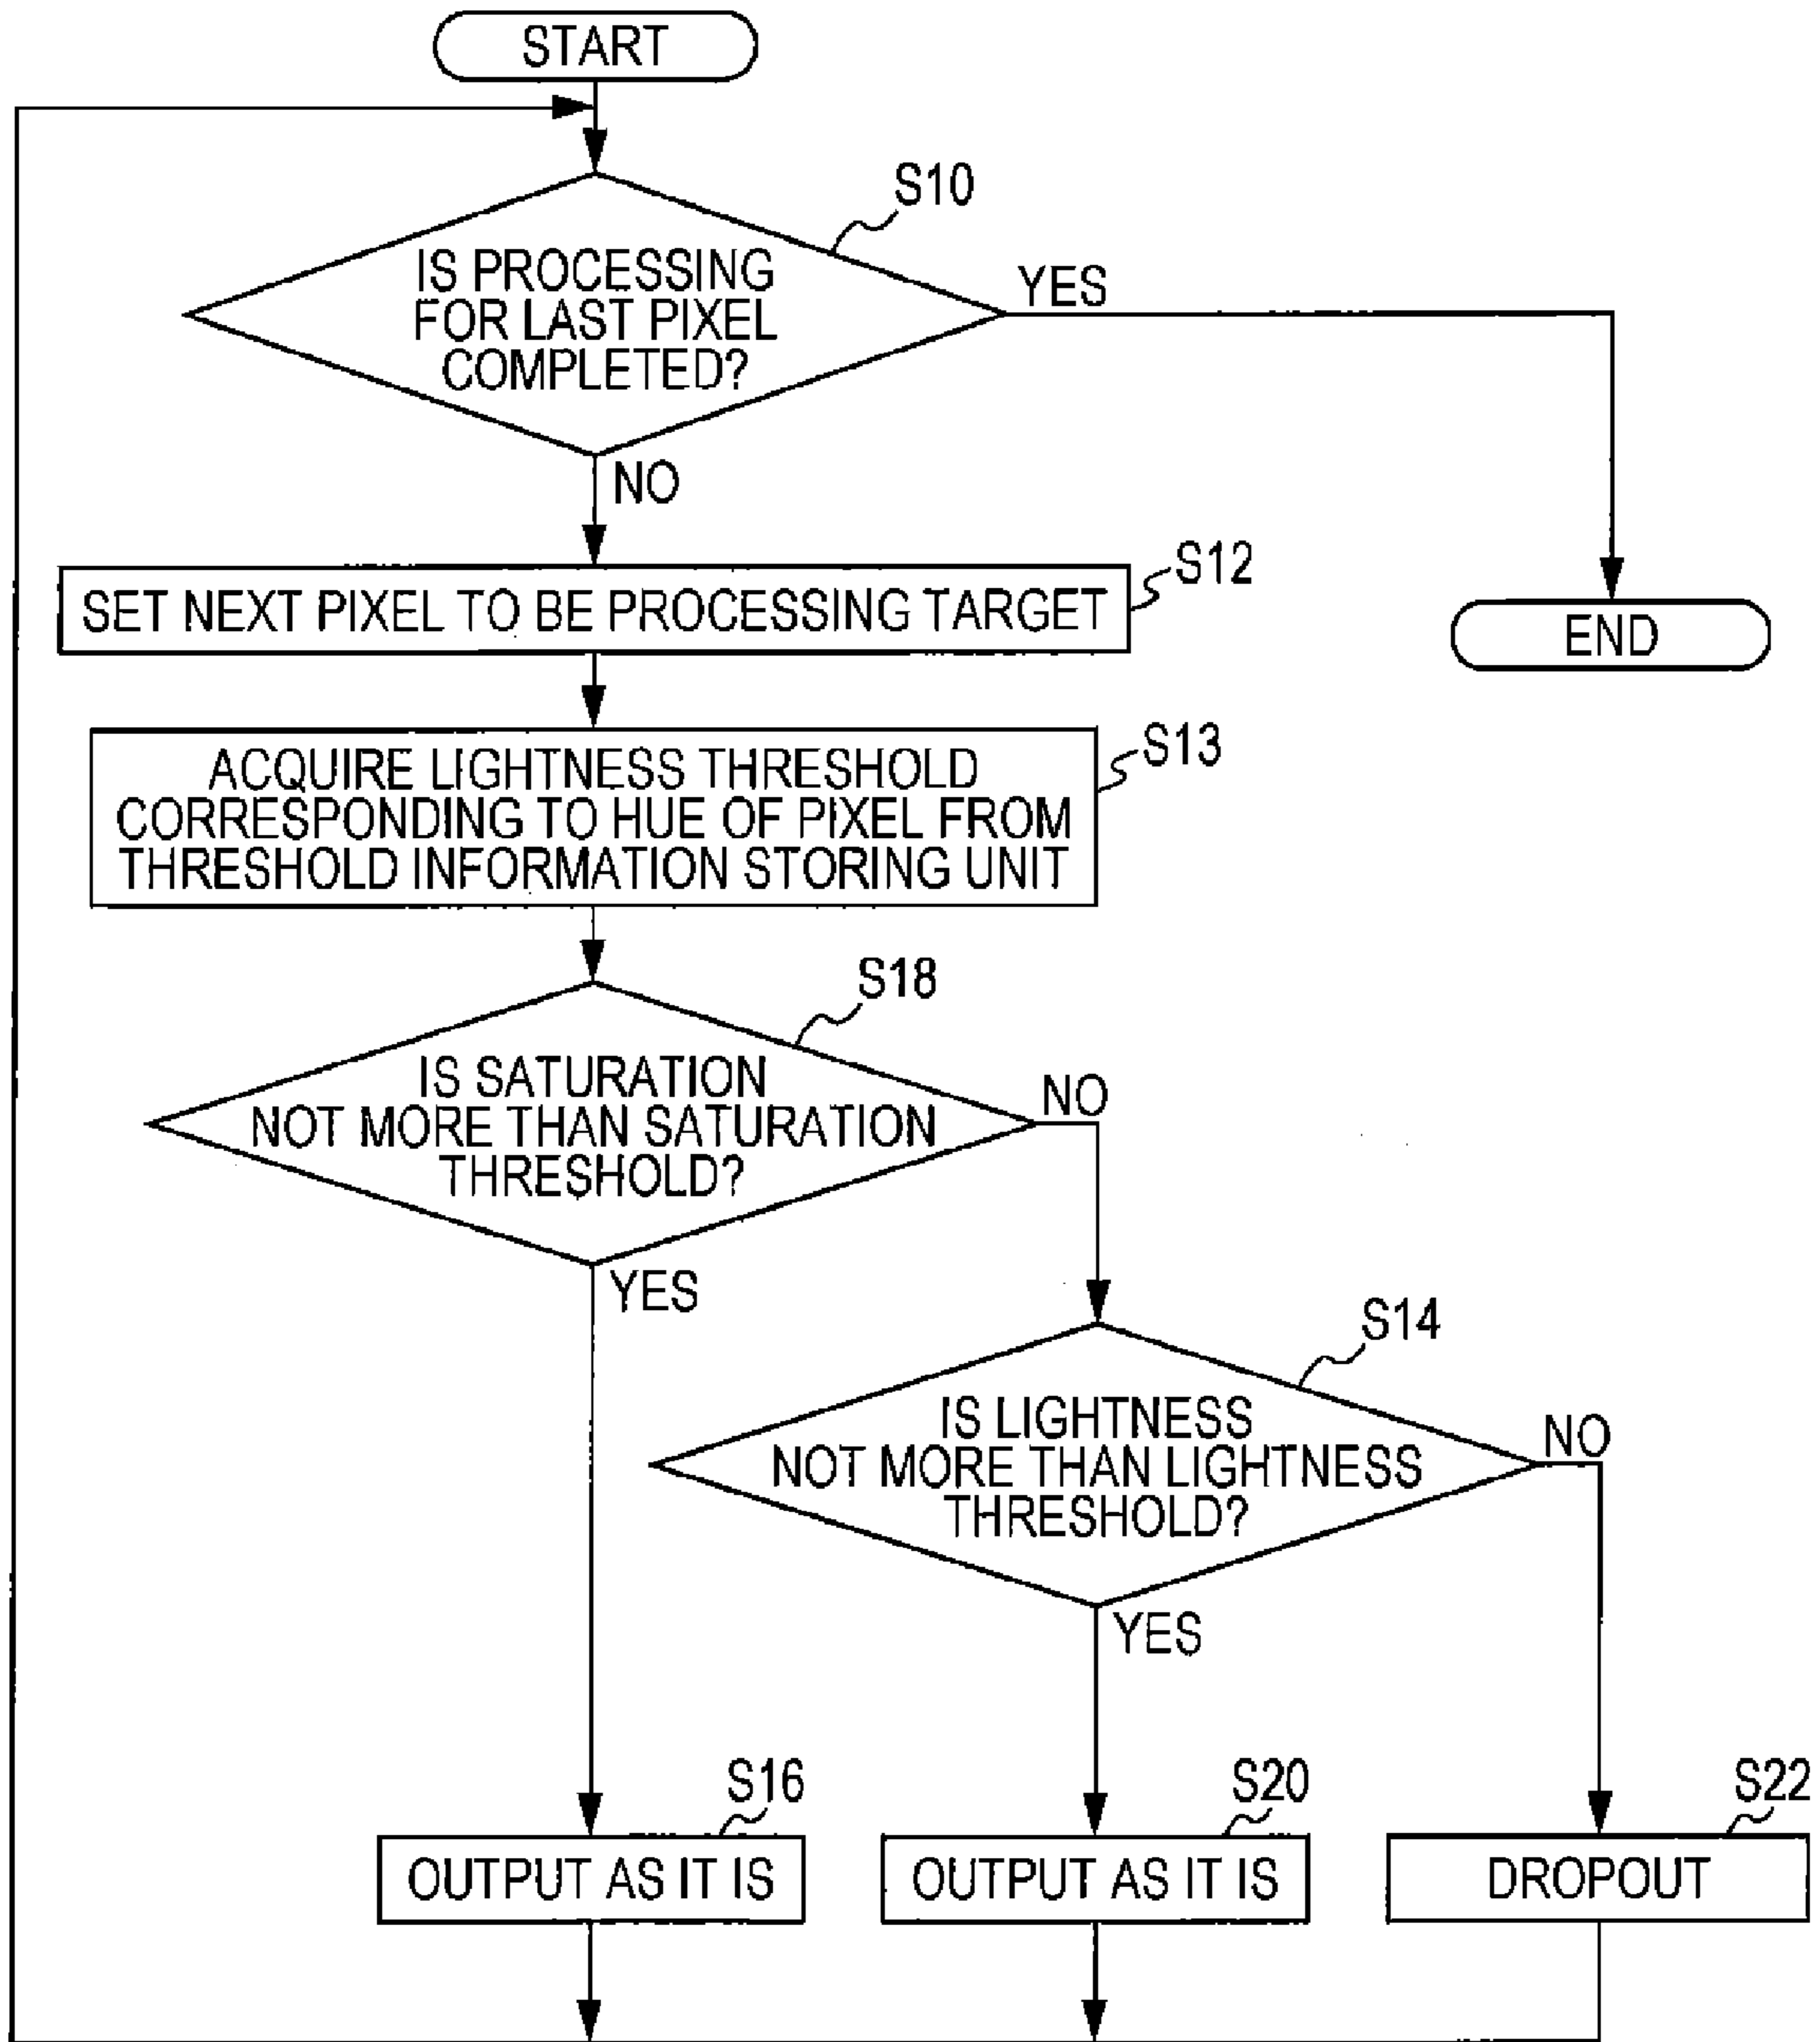 START
S10
IS PROCESSING
FOR LAST PIXEL
COMPLETED?
YES
NO
S12
SET NEXT PIXEL TO BE PROCESSING TARGET
END
S13
ACQUIRE LIGHTNESS THRESHOLD
CORRESPONDING TO HUE OF PIXEL FROM
THRESHOLD INFORMATION STORING UNIT
S18
IS SATURATION
NOT MORE THAN SATURATION
THRESHOLD?
NO
YES
S14
IS LIGHTNESS
NOT MORE THAN LIGHTNESS
THRESHOLD?
NO
YES
S16
OUTPUT AS IT IS
S20
OUTPUT AS IT IS
S22
DROPOUT